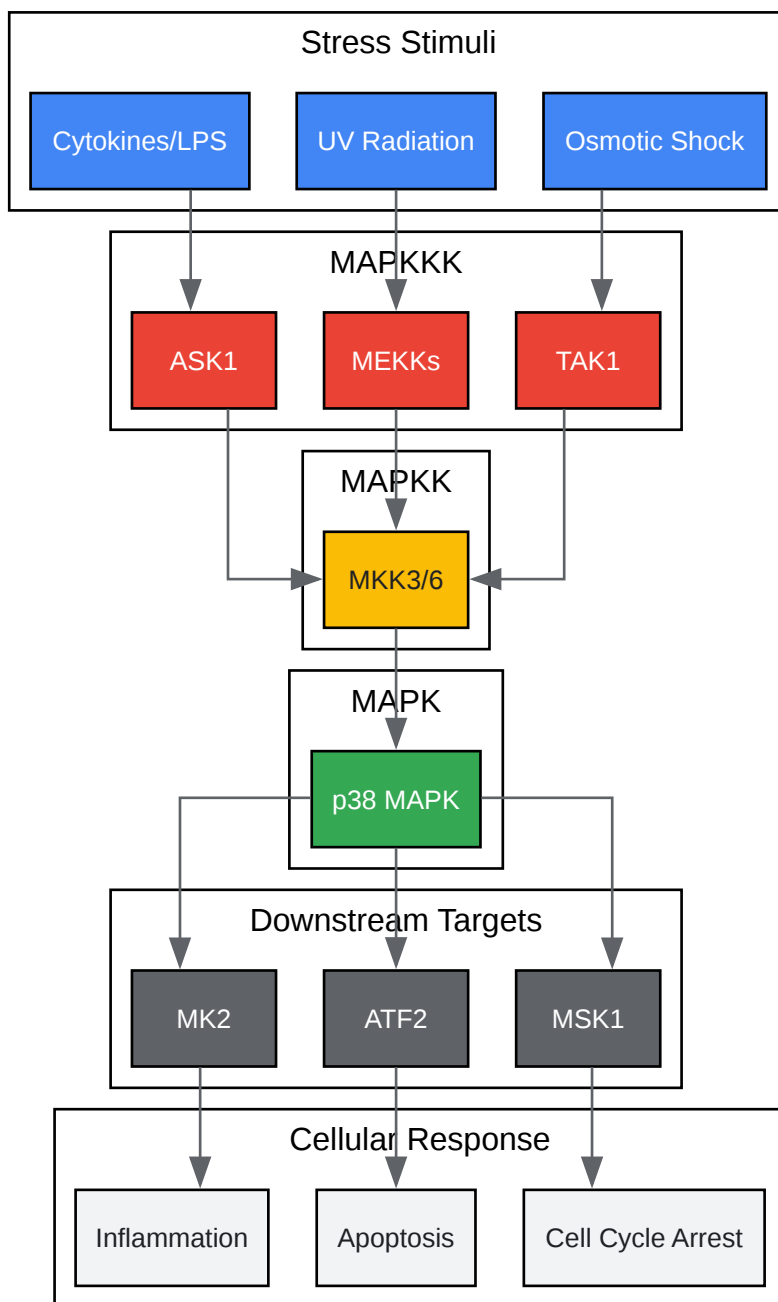 Stress Stimuli
Cytokines/LPS
UV Radiation
Osmotic Shock
MAPKKK
ASK1
MEKKs
TAK1
MAPKK
MKK3/6
MAPK
p38 MAPK
Downstream Targets
MK2
ATF2
MSK1
Cellular Response
Inflammation
Apoptosis
Cell Cycle Arrest